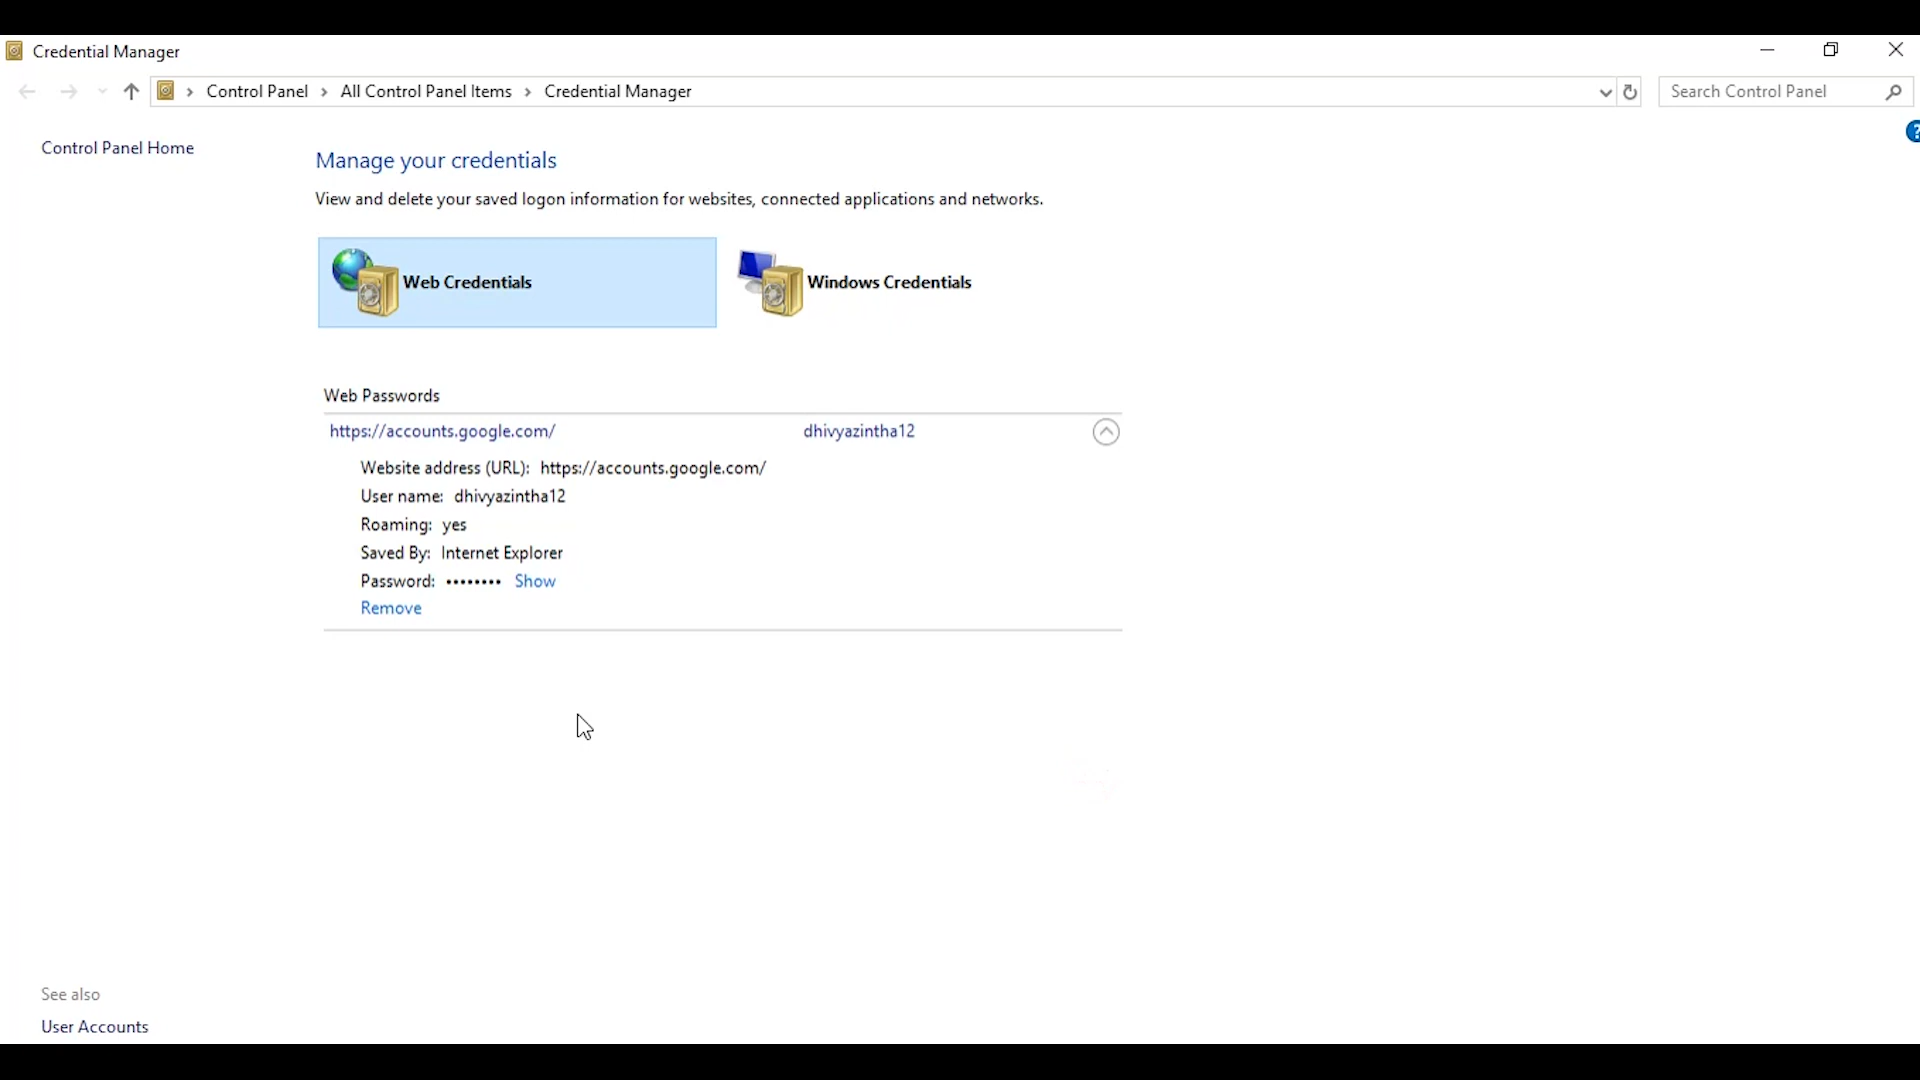 Credential Manager
Control Panel › All Control Panel Items › Credential Manager
Search Control Panel
?
Control Panel Home
Manage your credentials
View and delete your saved logon information for websites, connected applications and networks.
Web Credentials
Windows Credentials
Web Passwords
https://accounts.google.com/ dhivyazintha12
Website address (URL): https://accounts.google.com/
User name: dhivyazintha12
Roaming: yes
Saved By: Internet Explorer
Password: •••••••• Show
Remove
See also
User Accounts